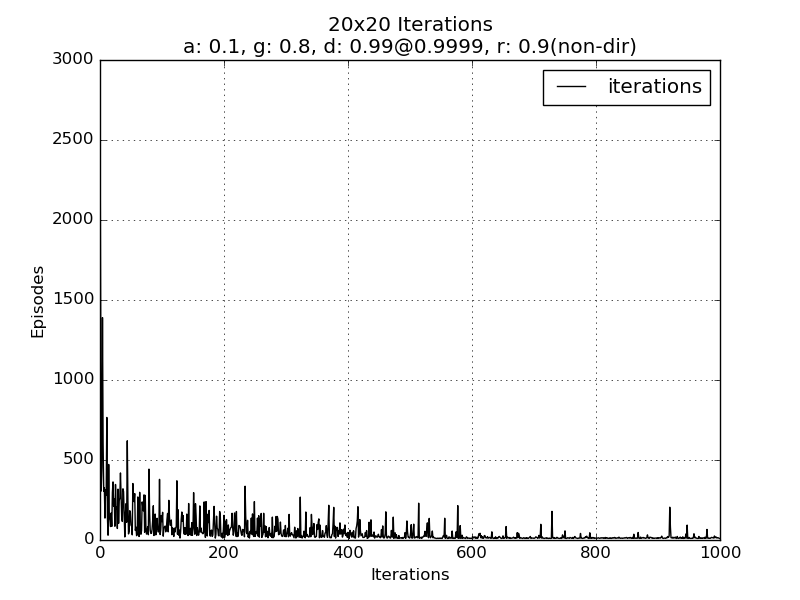 20x20 Iterations
a: 0.1, g: 0.8, d: 0.99@0.9999, r: 0.9(non-dir)
iterations
3000
2500
2000
1500
1000
500
0
Episodes
0
200
400
600
800
1000
Iterations